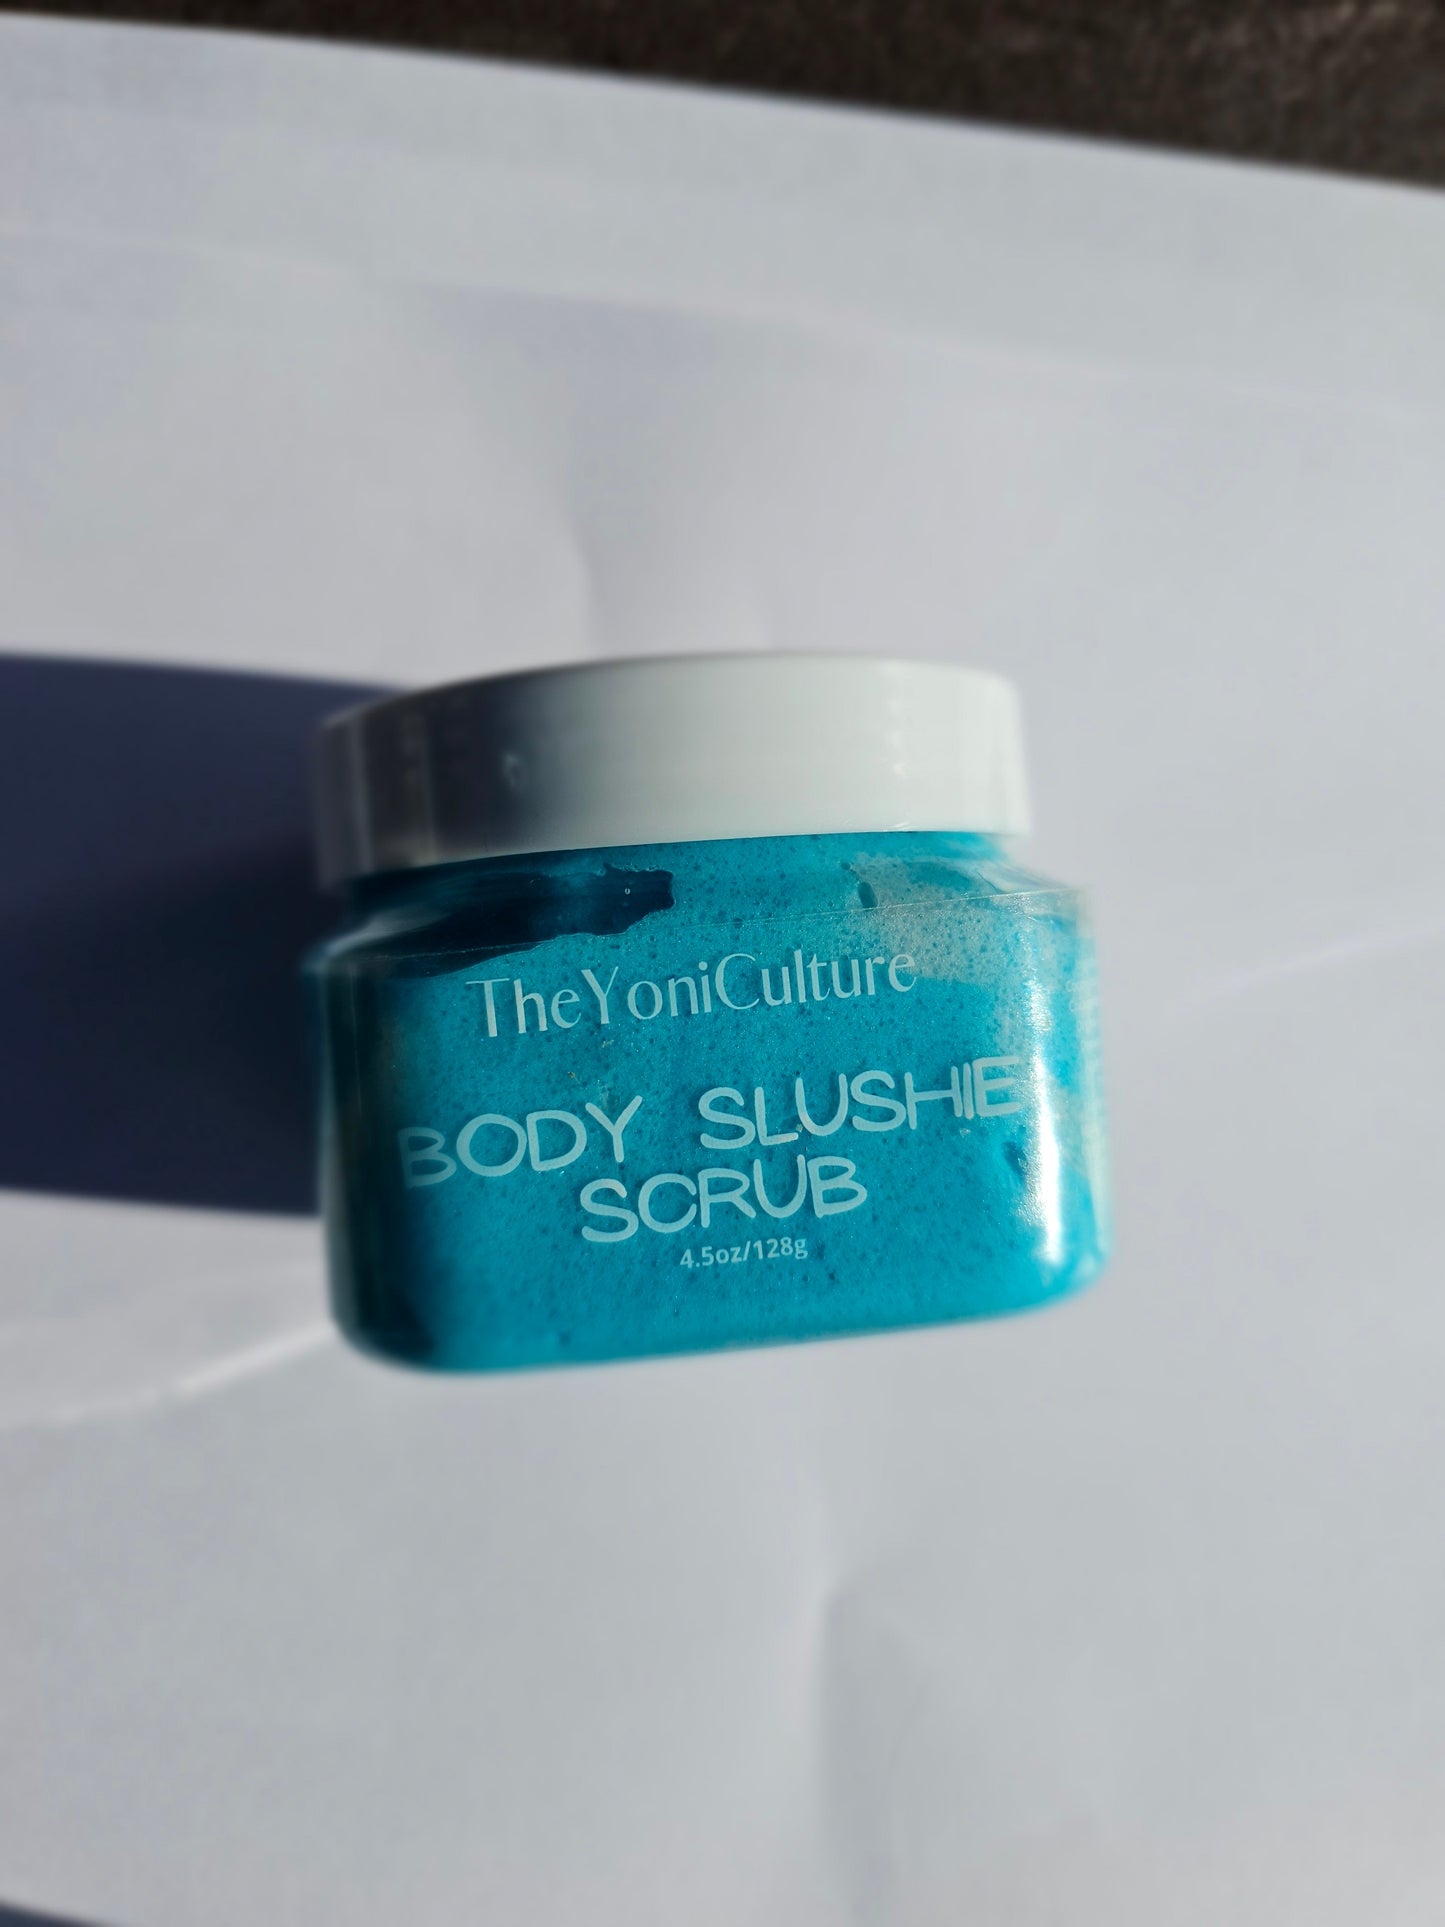 TheYoniCulture
BODY SLUSHIE
SCRUB
4.5oz/128g